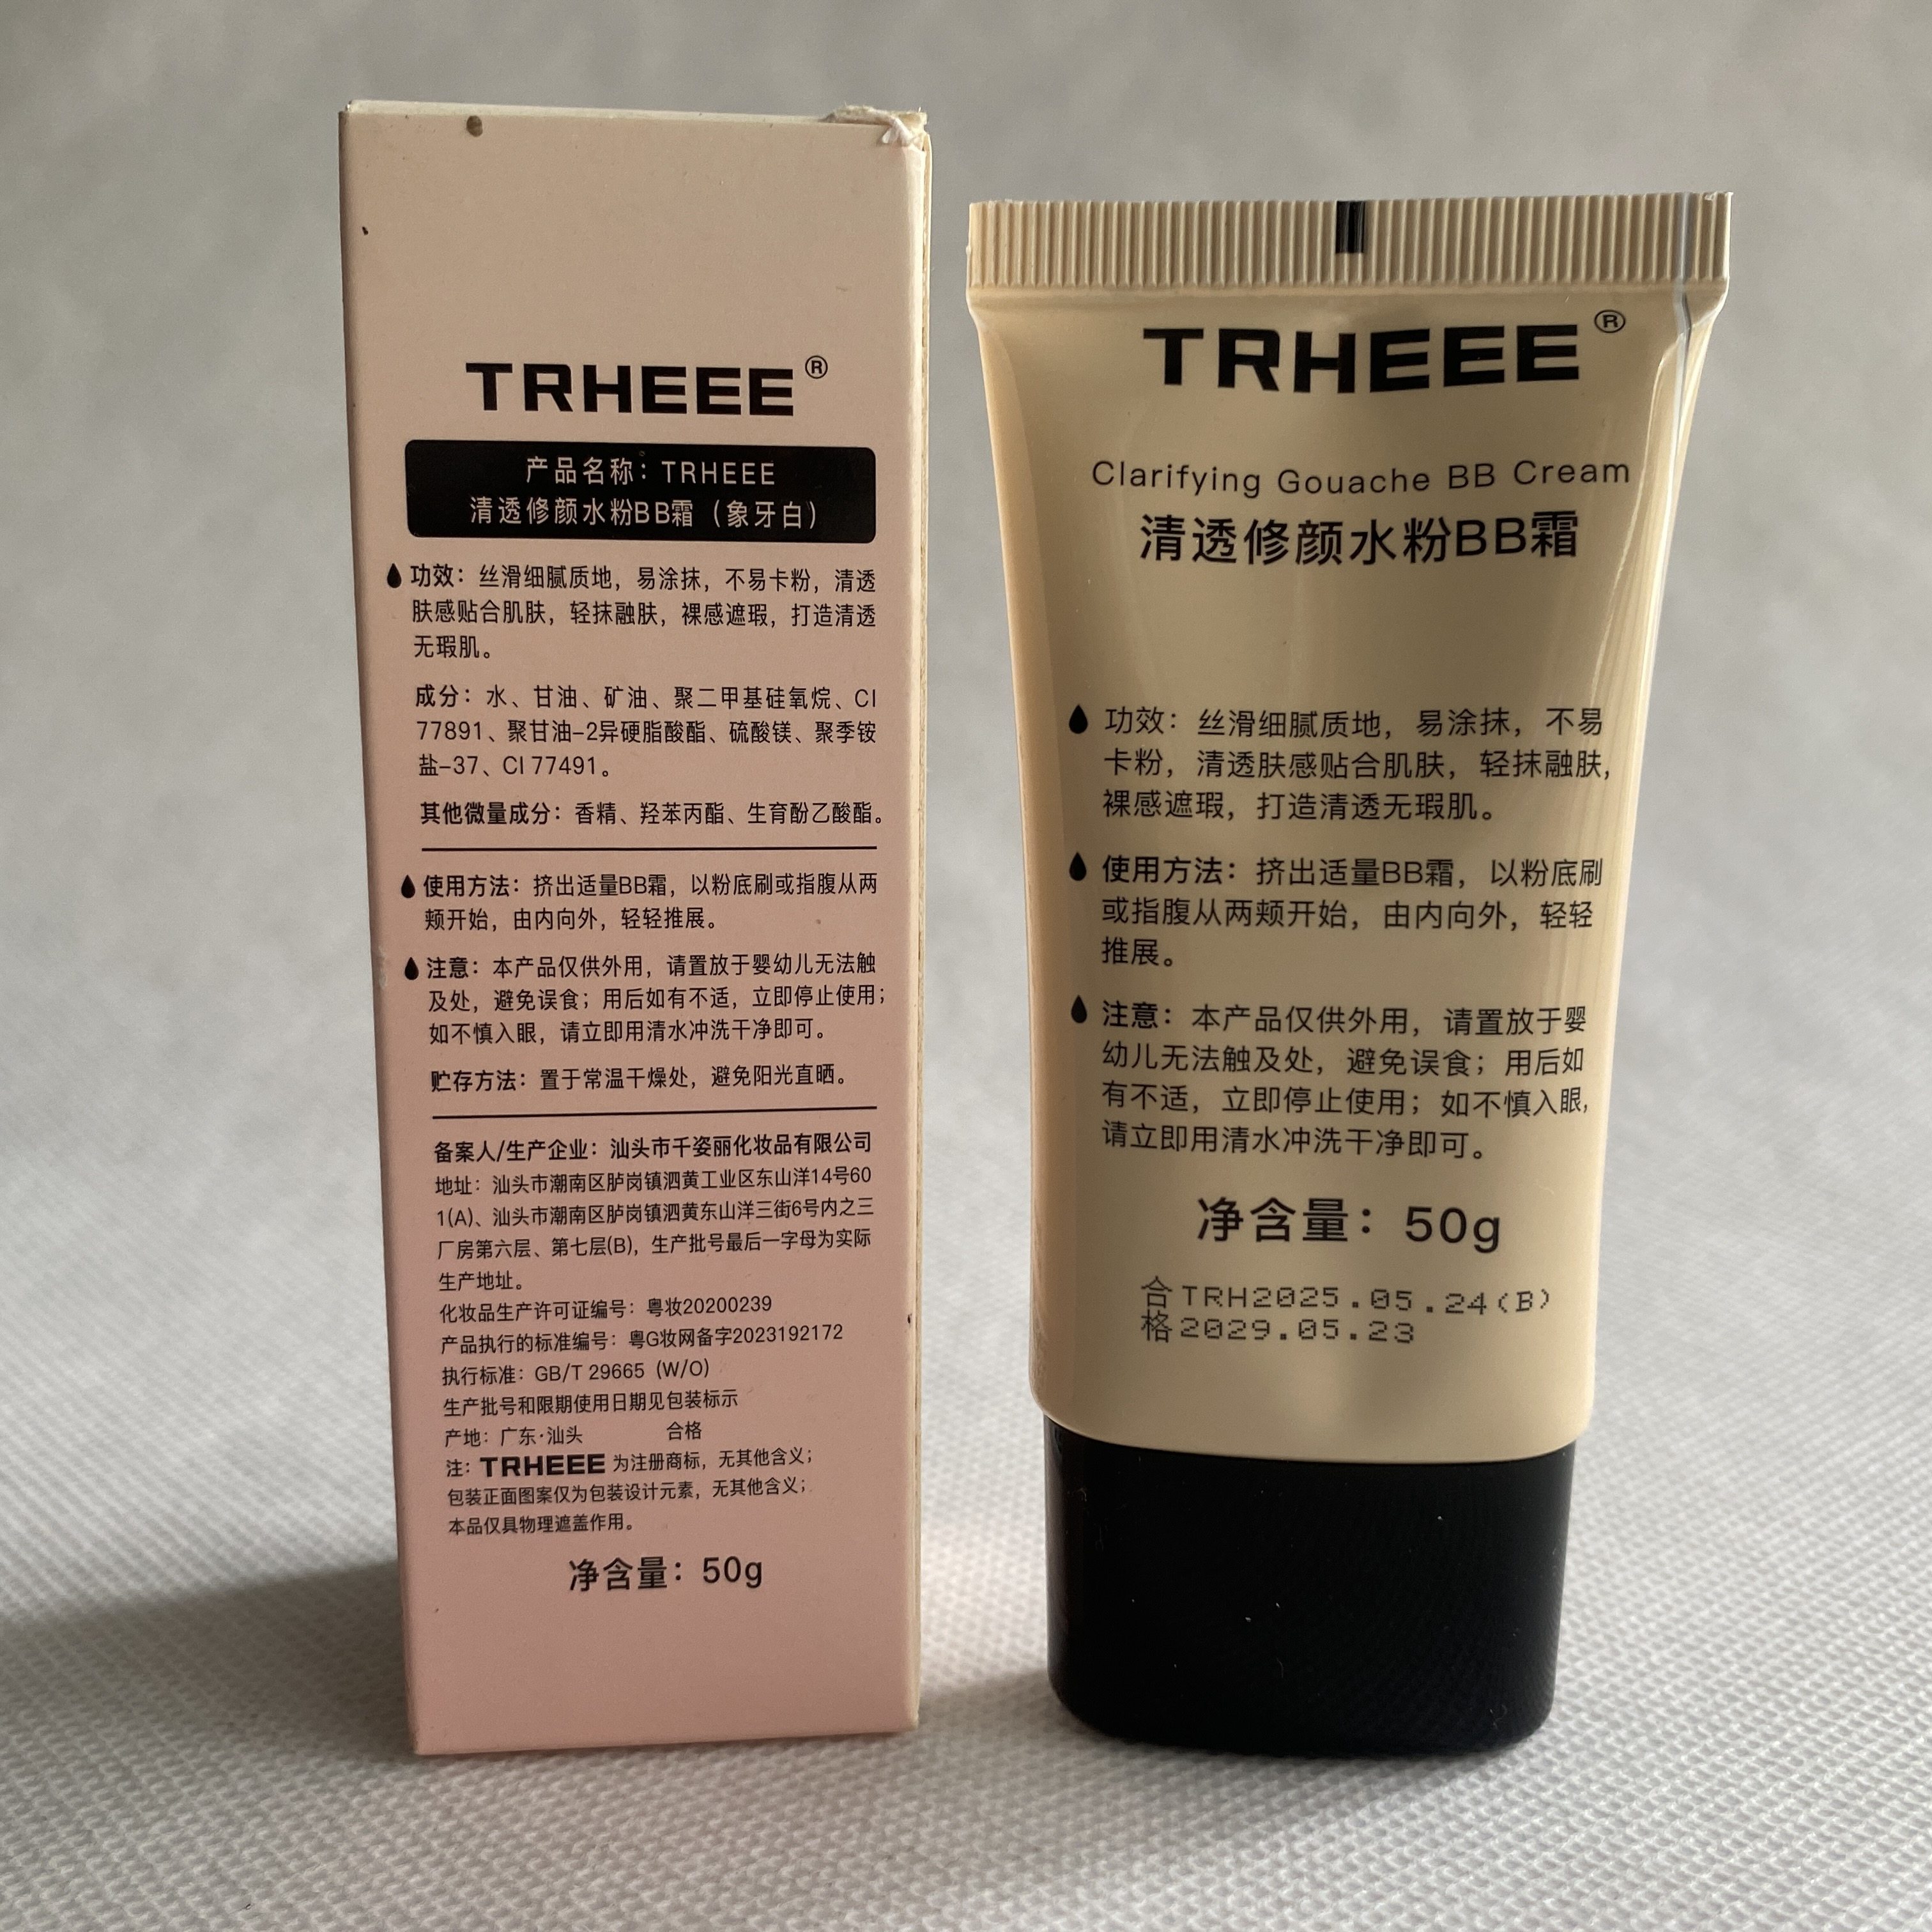 TRHEEE®
产品名称：TRHEEE
清透修颜水粉BB霜（象牙白）
功效：丝滑细腻质地，易涂抹，不易卡粉，清透
肤感贴合肌肤，轻抹融肤，裸感遮瑕，打造清透
无瑕肌。
成分：水、甘油、矿油、聚二甲基硅氧烷、CI
77891、聚甘油-2异硬脂酸酯、硫酸镁、聚季铵
盐-37、CI 77491。
其他微量成分：香精、羟苯丙酯、生育酚乙酸酯。
使用方法：挤出适量BB霜，以粉底刷或指腹从两
颊开始，由内向外，轻轻推展。
注意：本产品仅供外用，请置放于婴幼儿无法触
及处，避免误食；用后如有不适，立即停止使用；
如不慎入眼，请立即用清水冲洗干净即可。
贮存方法：置于常温干燥处，避免阳光直晒。
备案人/生产企业：汕头市千姿丽化妆品有限公司
地址：汕头市潮南区胪岗镇泗黄工业区东山洋14号60
1(A)、汕头市潮南区胪岗镇泗黄东山洋三街6号内之三
厂房第六层、第七层(B)，生产批号最后一字母为实际
生产地址。
化妆品生产许可证编号：粤妆20200239
产品执行的标准编号：粤G妆网备字2023192172
执行标准：GB/T 29665（W/O）
生产批号和限期使用日期见包装标示
产地：广东·汕头 合格
注：TRHEEE 为注册商标，无其他含义；
包装正面图案仅为包装设计元素，无其他含义；
本品仅具物理遮盖作用。
净含量：50g
TRHEEE®
Clarifying Gouache BB Cream
清透修颜水粉BB霜
功效：丝滑细腻质地，易涂抹，不易
卡粉，清透肤感贴合肌肤，轻抹融肤，
裸感遮瑕，打造清透无瑕肌。
使用方法：挤出适量BB霜，以粉底刷
或指腹从两颊开始，由内向外，轻轻
推展。
注意：本产品仅供外用，请置放于婴
幼儿无法触及处，避免误食；用后如
有不适，立即停止使用；如不慎入眼，
请立即用清水冲洗干净即可。
净含量：50g
合TRH2025.05.24(B)
格2029.05.23